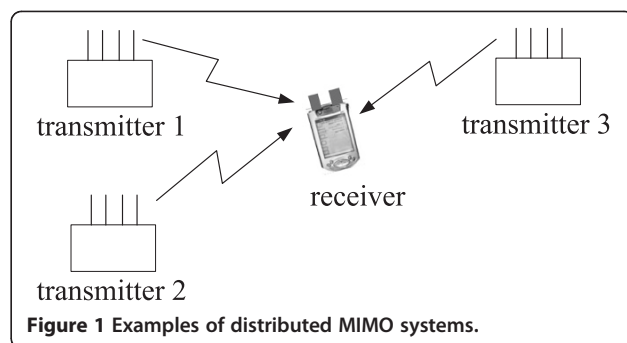 transmitter 1
transmitter 3
receiver
transmitter 2
Figure 1 Examples of distributed MIMO systems.